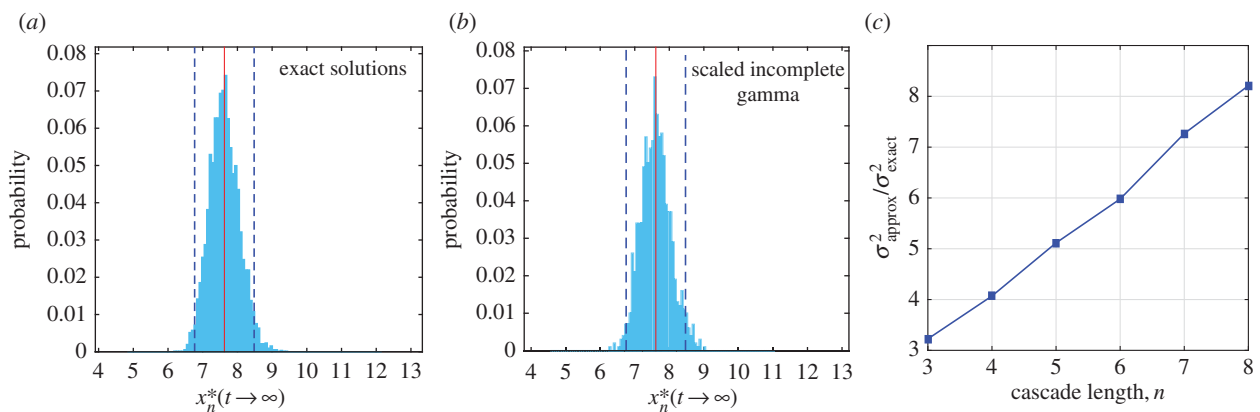 (a)
exact solutions
probability
0.08
0.07
0.06
0.05
0.04
0.03
0.02
0.01
0
4 5 6 7 8 9 10 11 12 13
x*n(t → ∞)
(b)
scaled incomplete
gamma
probability
0.08
0.07
0.06
0.05
0.04
0.03
0.02
0.01
0
4 5 6 7 8 9 10 11 12 13
x*n(t → ∞)
(c)
σ²approx/σ²exact
8
7
6
5
4
3
3 4 5 6 7 8
cascade length, n